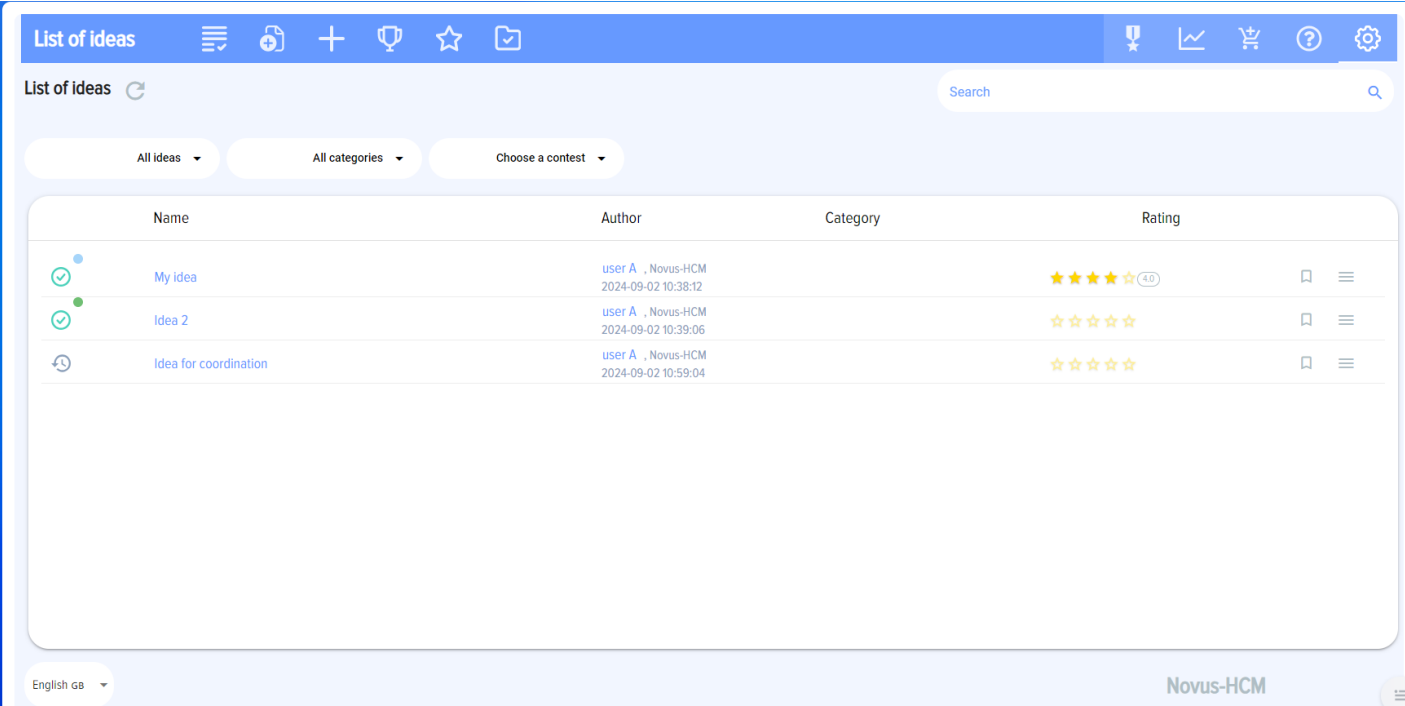 List of ideas
List of ideas
Search
All ideas
All categories
Choose a contest
Name Author Category Rating
My idea
user A , Novus-HCM
2024-09-02 10:38:12
4.0
Idea 2
user A , Novus-HCM
2024-09-02 10:39:06
Idea for coordination
user A , Novus-HCM
2024-09-02 10:59:04
English GB
Novus-HCM